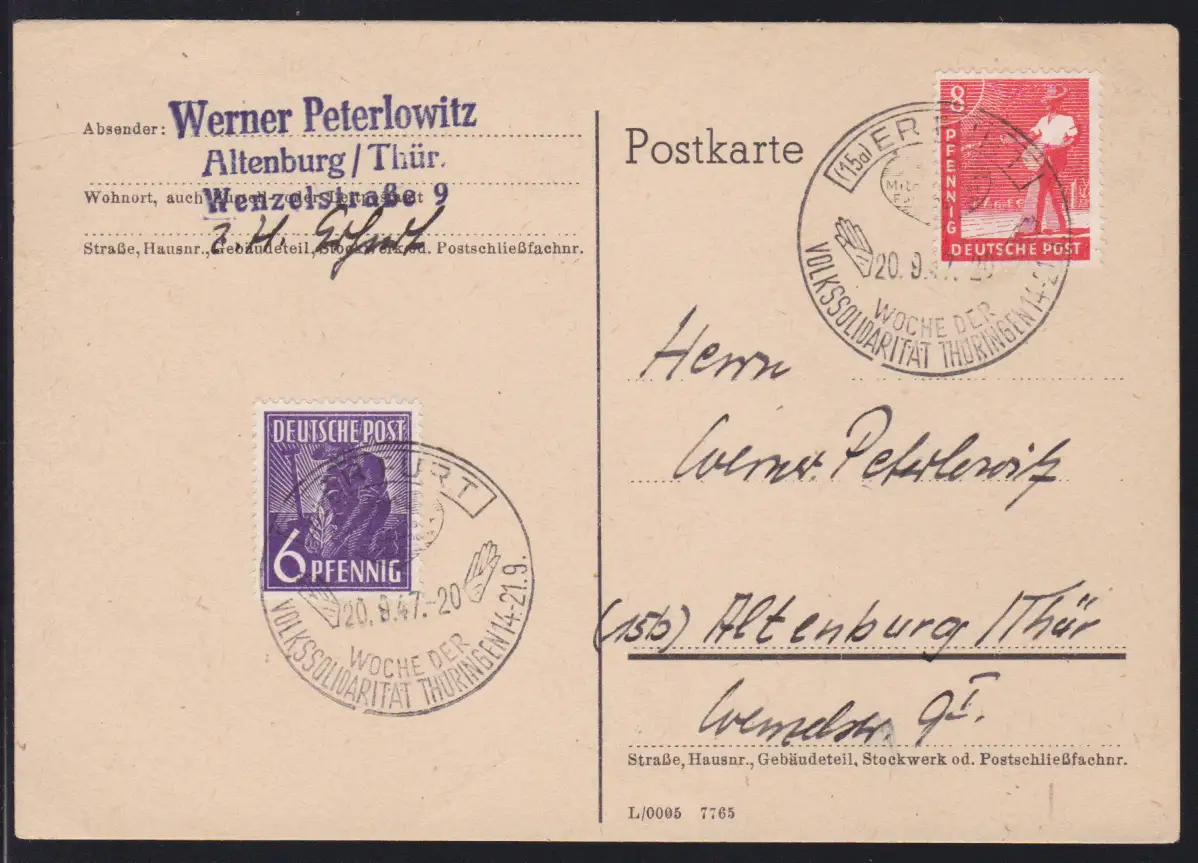 Absender: Werner Peterlowitz
Altenburg/Thür.
Wohnort, auch Zustell- oder Leitpostamt
Wenzelstraße 9
z. H.
Straße, Hausnr., Gebäudeteil, Stockwerk od. Postschließfachnr.
Postkarte
8
PFENNIG
DEUTSCHE POST
(15a) ERFURT
20.9.47.-20
WOCHE DER
VOLKSSOLIDARITÄT THÜRINGEN 14.-21.
Herrn
Werner Peterlowitz
(15b) Altenburg/Thür
Wenzelstr. 9 I.
Straße, Hausnr., Gebäudeteil, Stockwerk od. Postschließfachnr.
L/0005 7765
DEUTSCHE POST
6 PFENNIG
ERFURT
20.9.47.-20
WOCHE DER
VOLKSSOLIDARITÄT THÜRINGEN 14.-21.9.